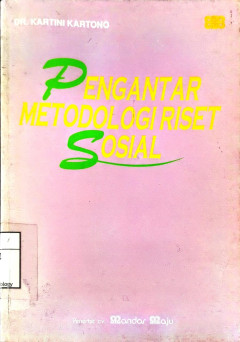 DR. KARTINI KARTONO
PENGANTAR
METODOLOGI RISET
SOSIAL
Mandar Maju